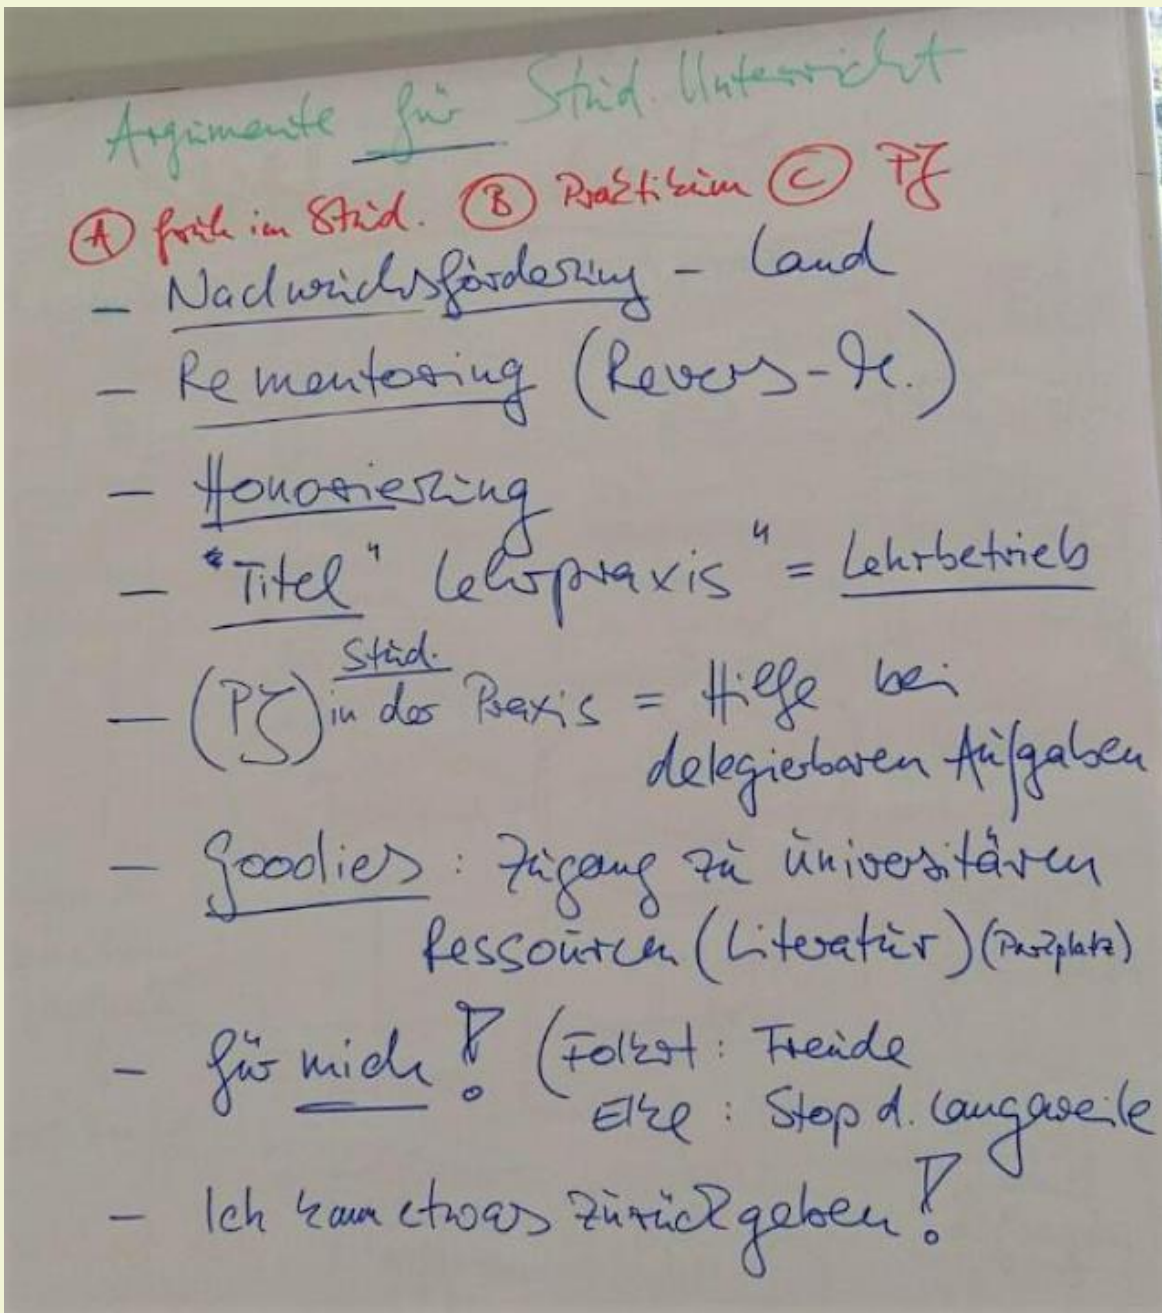 Argumente für Stud. Unterricht
(A) früh im Stud. (B) Praktikum (C) PJ
- Nachwuchsförderung - Land
- Rementoring (Revers-M.)
- Honorierung
- "Titel" Lehrpraxis" = Lehrbetrieb
Stud.
- (PJ) in der Praxis = Hilfe bei
delegierbaren Aufgaben
- Goodies: Zugang zu universitären
Ressourcen (Literatur) (Parkplatz)
- für mich! (Folkert: Freude
Elke: Stop d. Langeweile
- Ich kann etwas zurückgeben!